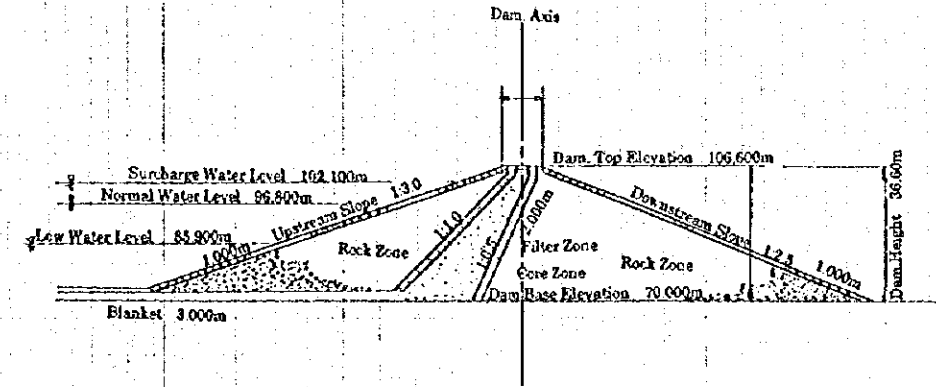 Dam Axis
Dam Top Elevation 106,600m
Surcharge Water Level 102,100m
Normal Water Level 96,800m
Low Water Level 85,900m
Upstream Slope 1:3.0
1,000m
Rock Zone
1:1.0
1:0.5
2,000m
Filter Zone
Core Zone
Rock Zone
Downstream Slope 1:2.5 1,000m
Dam Height 36,60m
Dam Base Elevation 70,000m
Blanket 3,000m